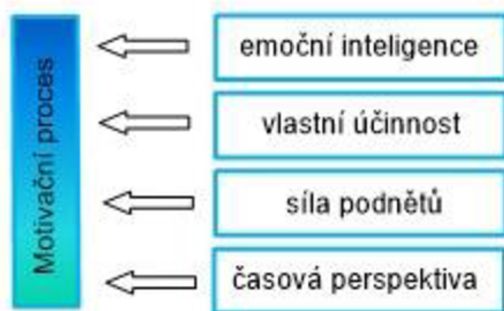 Motivační proces
emoční inteligence
vlastní účinnost
síla podnětů
časová perspektiva